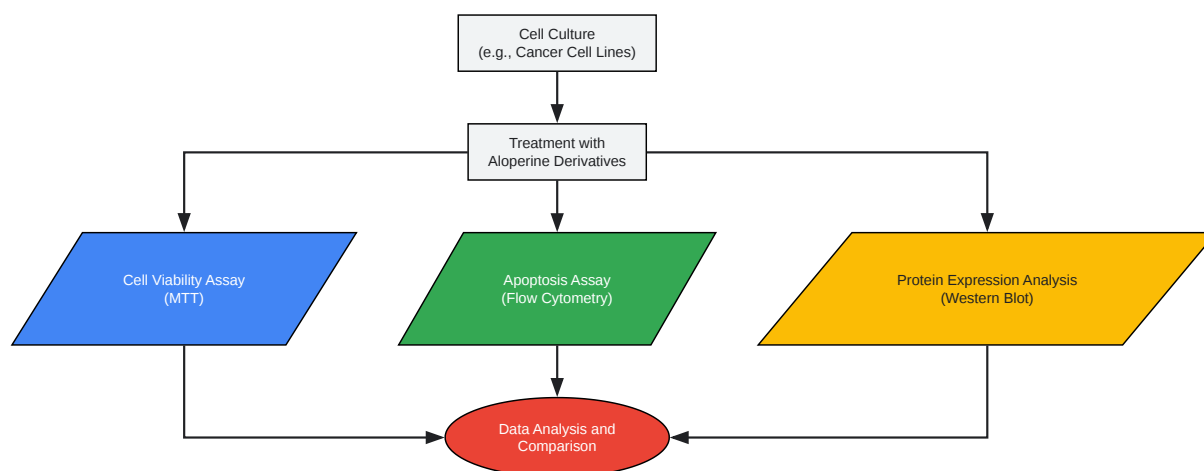 Cell Culture
(e.g., Cancer Cell Lines)
Treatment with
Aloperine Derivatives
Cell Viability Assay
(MTT)
Apoptosis Assay
(Flow Cytometry)
Protein Expression Analysis
(Western Blot)
Data Analysis and
Comparison